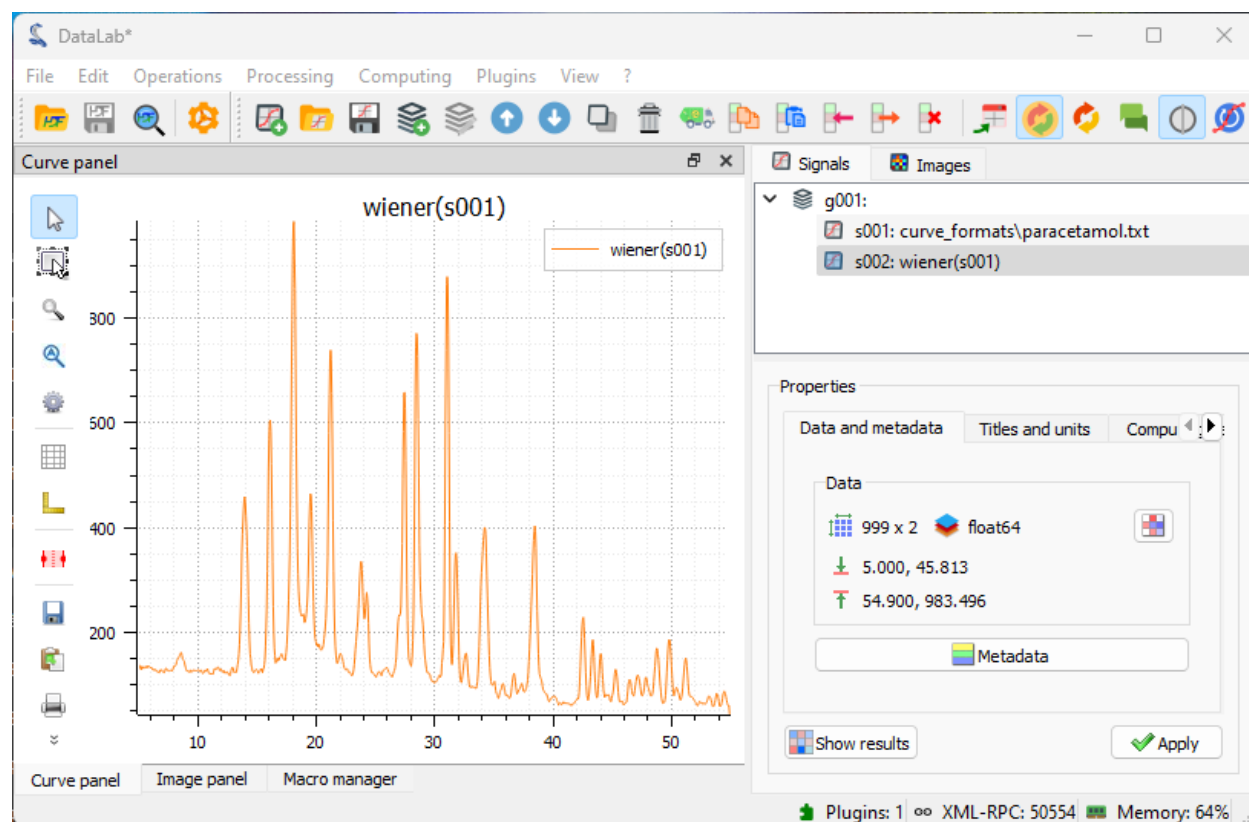 DataLab*
File Edit Operations Processing Computing Plugins View ?
Curve panel
Signals Images
wiener(s001)
wiener(s001)
g001:
s001: curve_formats\paracetamol.txt
s002: wiener(s001)
800
600
400
200
10 20 30 40 50
Properties
Data and metadata Titles and units Compu
Data
999 x 2 float64
5.000, 45.813
54.900, 983.496
Metadata
Show results Apply
Curve panel Image panel Macro manager
Plugins: 1 XML-RPC: 50554 Memory: 64%